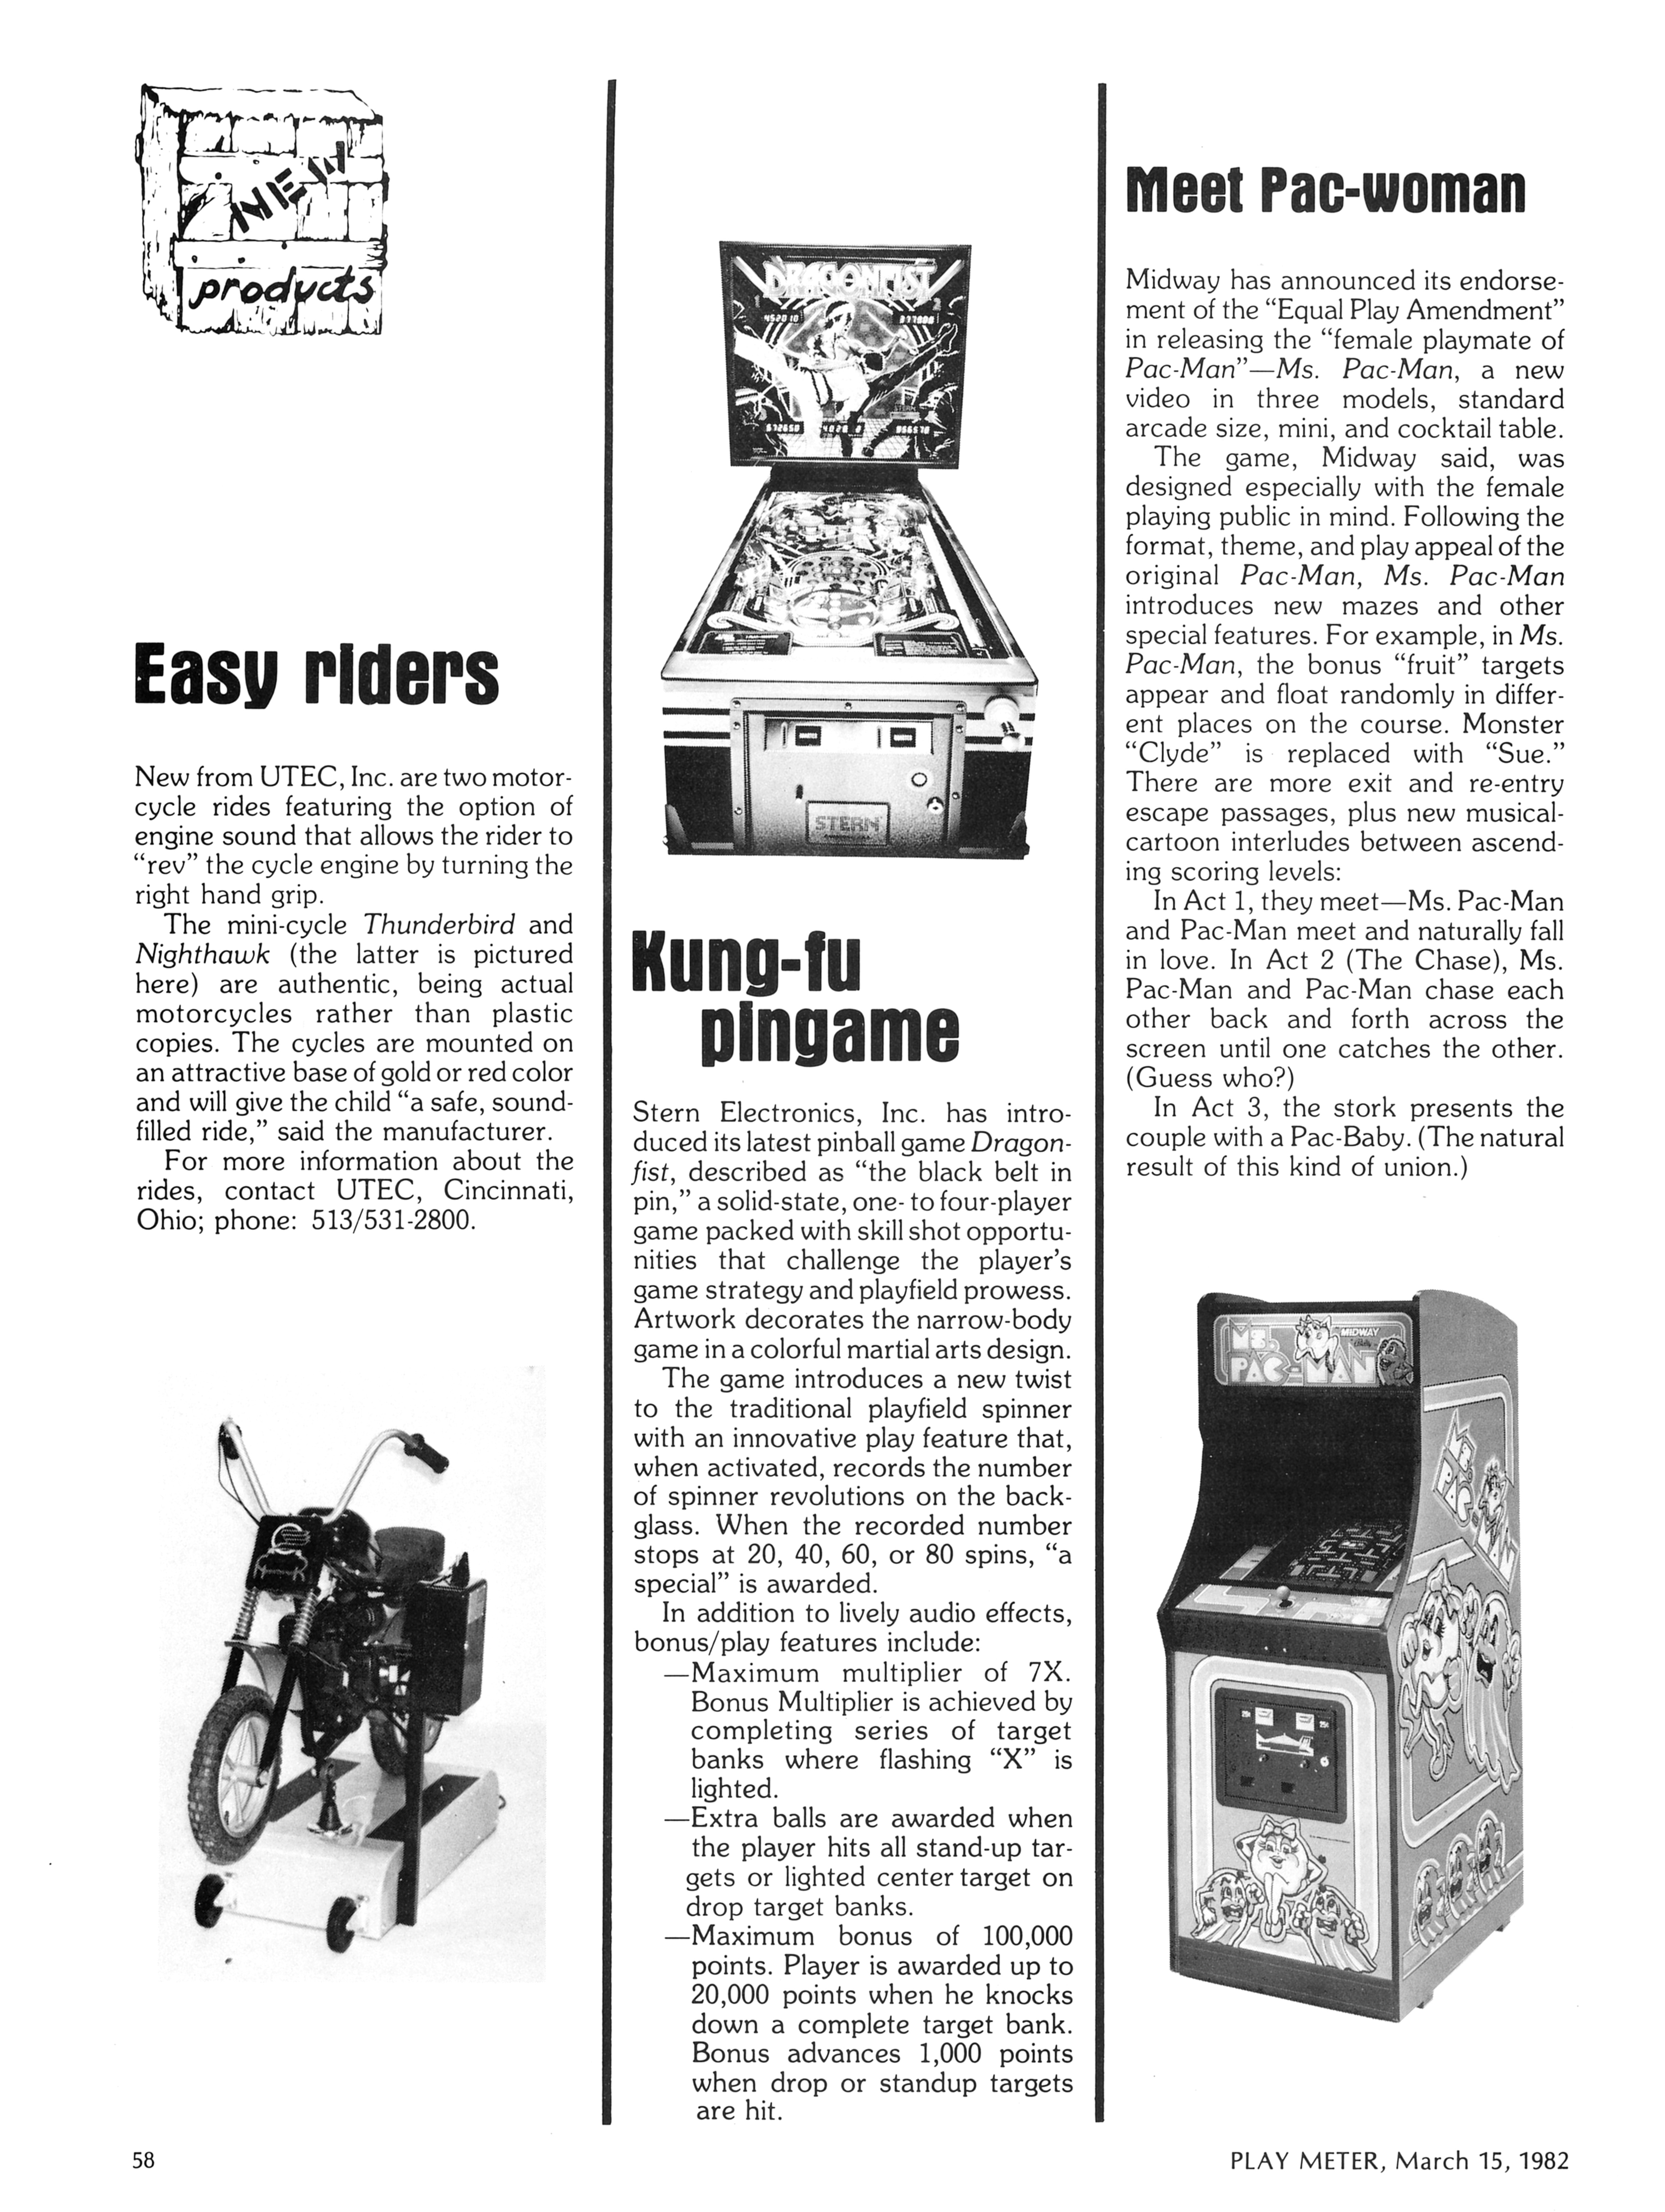 NEW
products
Easy riders
New from UTEC, Inc. are two motor-
cycle rides featuring the option of
engine sound that allows the rider to
“rev” the cycle engine by turning the
right hand grip.
The mini-cycle Thunderbird and
Nighthawk (the latter is pictured
here) are authentic, being actual
motorcycles rather than plastic
copies. The cycles are mounted on
an attractive base of gold or red color
and will give the child “a safe, sound-
filled ride,” said the manufacturer.
For more information about the
rides, contact UTEC, Cincinnati,
Ohio; phone: 513/531-2800.
DRAGONFIST
STERN
Kung-fu
pingame
Stern Electronics, Inc. has intro-
duced its latest pinball game Dragon-
fist, described as “the black belt in
pin,” a solid-state, one- to four-player
game packed with skill shot opportu-
nities that challenge the player’s
game strategy and playfield prowess.
Artwork decorates the narrow-body
game in a colorful martial arts design.
The game introduces a new twist
to the traditional playfield spinner
with an innovative play feature that,
when activated, records the number
of spinner revolutions on the back-
glass. When the recorded number
stops at 20, 40, 60, or 80 spins, “a
special” is awarded.
In addition to lively audio effects,
bonus/play features include:
—Maximum multiplier of 7X.
Bonus Multiplier is achieved by
completing series of target
banks where flashing “X” is
lighted.
—Extra balls are awarded when
the player hits all stand-up tar-
gets or lighted center target on
drop target banks.
—Maximum bonus of 100,000
points. Player is awarded up to
20,000 points when he knocks
down a complete target bank.
Bonus advances 1,000 points
when drop or standup targets
are hit.
Meet Pac-woman
Midway has announced its endorse-
ment of the “Equal Play Amendment”
in releasing the “female playmate of
Pac-Man”—Ms. Pac-Man, a new
video in three models, standard
arcade size, mini, and cocktail table.
The game, Midway said, was
designed especially with the female
playing public in mind. Following the
format, theme, and play appeal of the
original Pac-Man, Ms. Pac-Man
introduces new mazes and other
special features. For example, in Ms.
Pac-Man, the bonus “fruit” targets
appear and float randomly in differ-
ent places on the course. Monster
“Clyde” is replaced with “Sue.”
There are more exit and re-entry
escape passages, plus new musical-
cartoon interludes between ascend-
ing scoring levels:
In Act 1, they meet—Ms. Pac-Man
and Pac-Man meet and naturally fall
in love. In Act 2 (The Chase), Ms.
Pac-Man and Pac-Man chase each
other back and forth across the
screen until one catches the other.
(Guess who?)
In Act 3, the stork presents the
couple with a Pac-Baby. (The natural
result of this kind of union.)
MS.
PAC-MAN
MIDWAY
58
PLAY METER, March 15, 1982